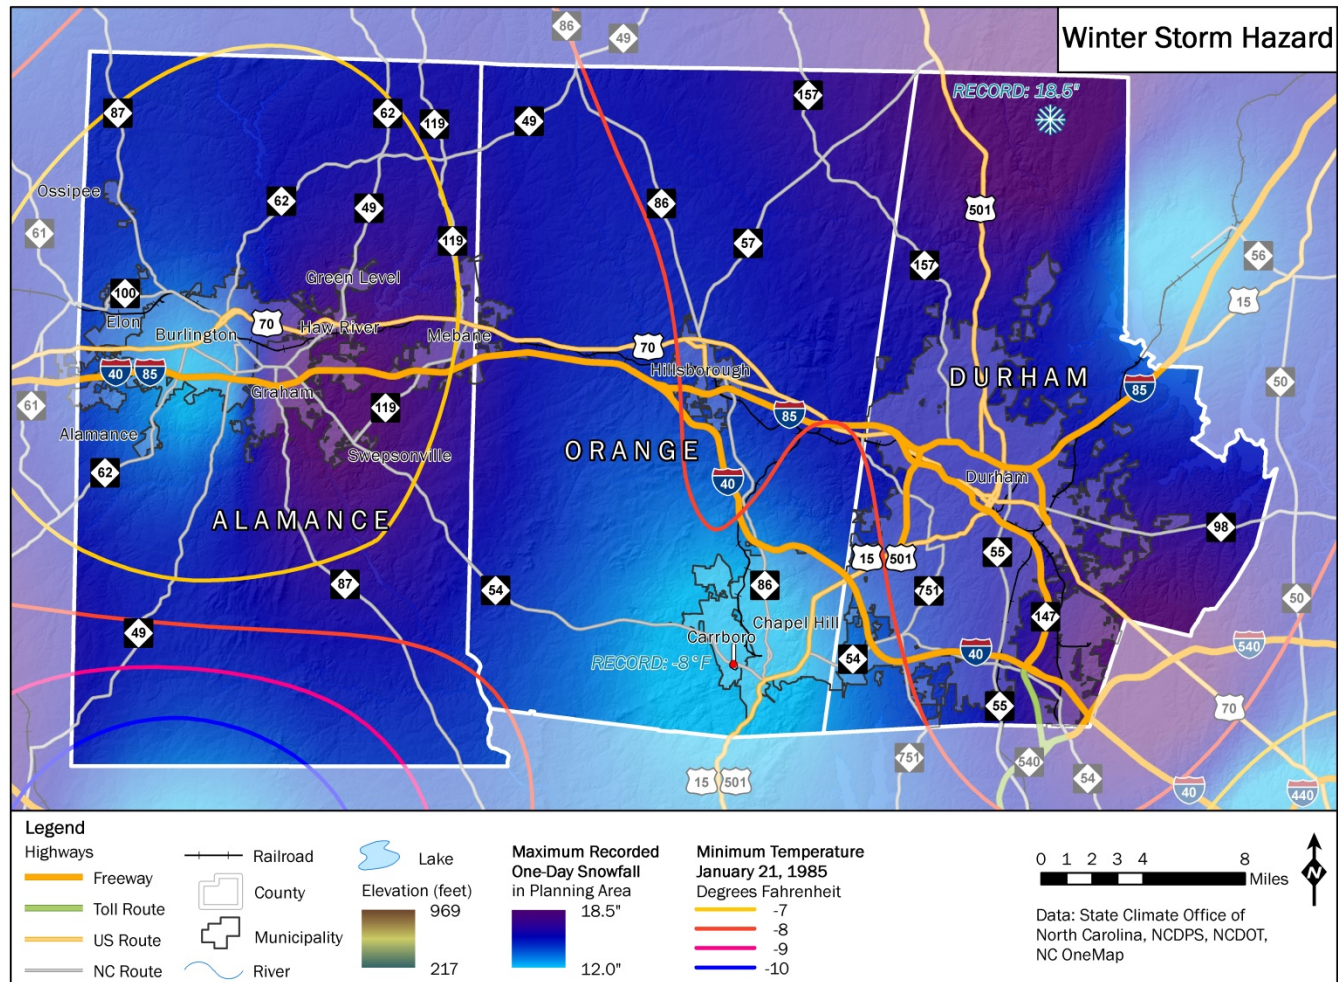 Winter Storm Hazard
86
49
87
62
119
49
157
RECORD: 18.5"
Ossipee
62
49
86
501
61
119
57
157
56
Green Level
100
15
Elon
Burlington
70
Haw River
Mebane
70
Hillsborough
DURHAM
40
85
Graham
119
85
85
50
61
Alamance
Swepsonville
ORANGE
40
Durham
62
ALAMANCE
98
15
501
55
87
54
86
751
50
49
Carrboro
Chapel Hill
147
RECORD: -8°F
54
40
540
55
70
15
501
751
540
54
40
440
Legend
Highways
Freeway
Toll Route
US Route
NC Route
Railroad
County
Municipality
River
Lake
Elevation (feet)
969
217
Maximum Recorded
One-Day Snowfall
in Planning Area
18.5"
12.0"
Minimum Temperature
January 21, 1985
Degrees Fahrenheit
-7
-8
-9
-10
0 1 2 3 4 8
Miles
N
Data: State Climate Office of
North Carolina, NCDPS, NCDOT,
NC OneMap